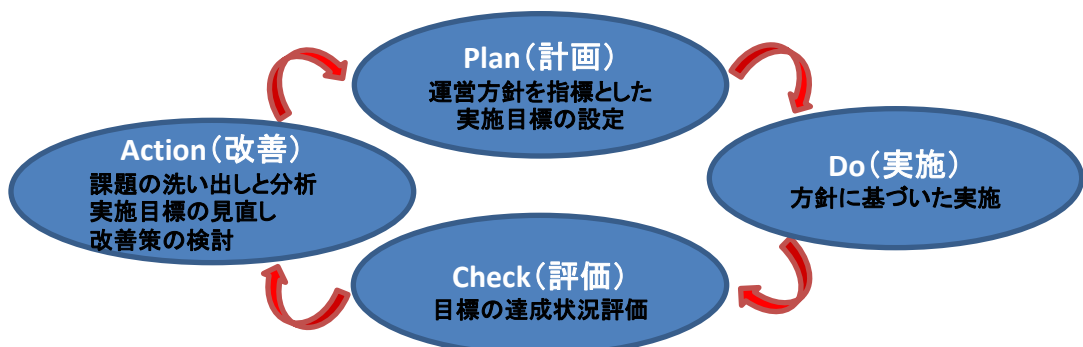 Plan（計画）
運営方針を指標とした
実施目標の設定
Action（改善）
課題の洗い出しと分析
実施目標の見直し
改善策の検討
Do（実施）
方針に基づいた実施
Check（評価）
目標の達成状況評価